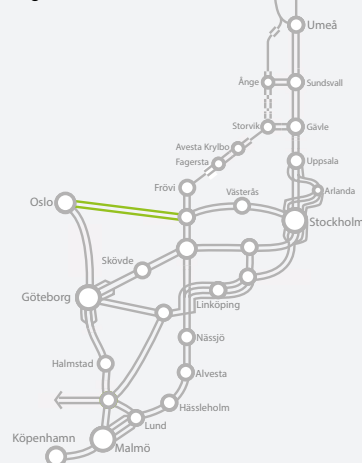 Umeå
Ånge
Sundsvall
Storvik
Gävle
Avesta Krylbo
Fagersta
Uppsala
Frövi
Västerås
Arlanda
Oslo
Stockholm
Skövde
Göteborg
Linköping
Nässjö
Halmstad
Alvesta
Hässleholm
Lund
Köpenhamn
Malmö